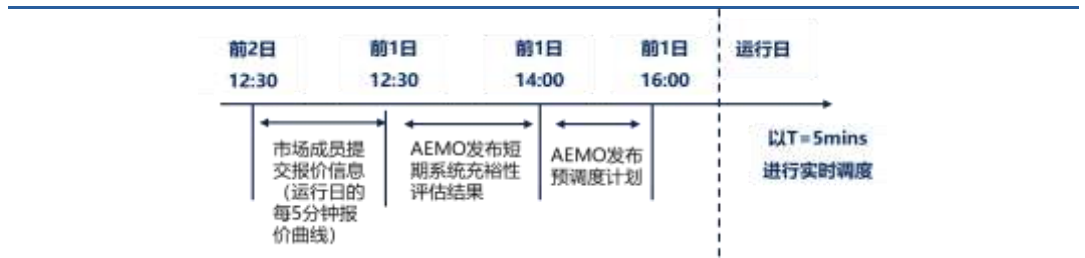 前2日
12:30
前1日
12:30
前1日
14:00
前1日
16:00
运行日
市场成员提
交报价信息
（运行日的
每5分钟报
价曲线）
AEMO发布短
期系统充裕性
评估结果
AEMO发布
预调度计划
以T=5mins
进行实时调度